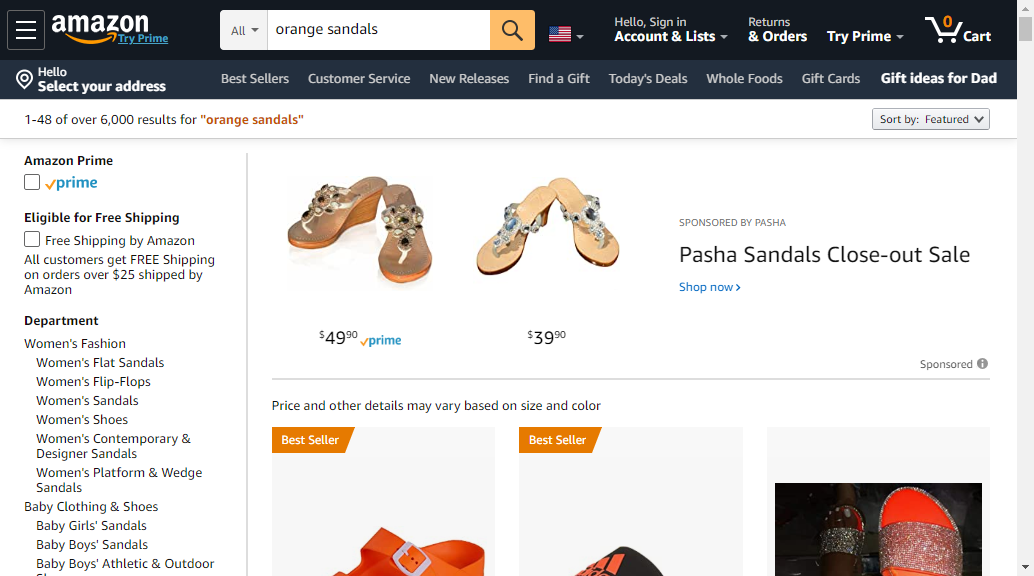 amazon
Try Prime
All
orange sandals
Hello, Sign in
Account & Lists
Returns
& Orders
Try Prime
0
Cart
Hello
Select your address
Best Sellers
Customer Service
New Releases
Find a Gift
Today's Deals
Whole Foods
Gift Cards
Gift ideas for Dad
1-48 of over 6,000 results for "orange sandals"
Sort by: Featured
Amazon Prime
prime
Eligible for Free Shipping
Free Shipping by Amazon
All customers get FREE Shipping
on orders over $25 shipped by
Amazon
Department
Women's Fashion
Women's Flat Sandals
Women's Flip-Flops
Women's Sandals
Women's Shoes
Women's Contemporary &
Designer Sandals
Women's Platform & Wedge
Sandals
Baby Clothing & Shoes
Baby Girls' Sandals
Baby Boys' Sandals
Baby Boys' Athletic & Outdoor
SPONSORED BY PASHA
Pasha Sandals Close-out Sale
Shop now ›
$4990 prime
$3990
Sponsored
Price and other details may vary based on size and color
Best Seller
Best Seller